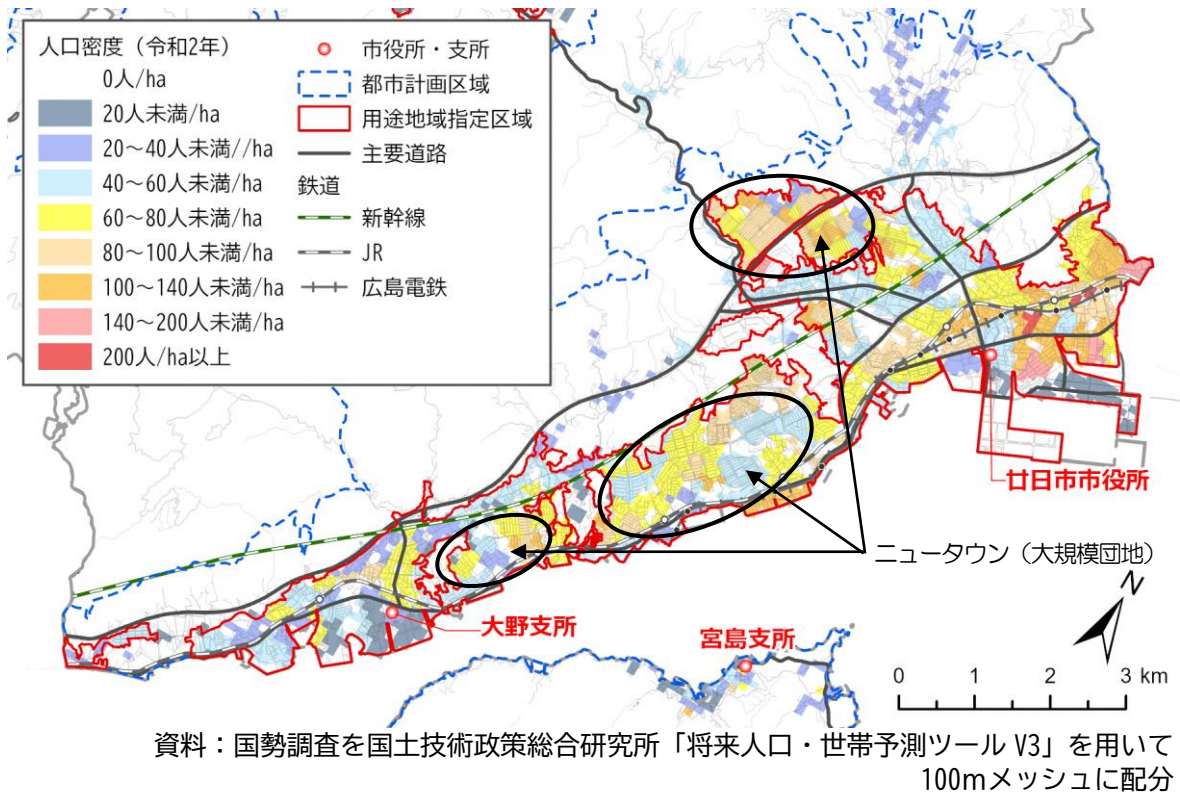 人口密度（令和2年）
0人/ha
20人未満/ha
20～40人未満//ha
40～60人未満/ha
60～80人未満/ha
80～100人未満/ha
100～140人未満/ha
140～200人未満/ha
200人/ha以上
市役所・支所
都市計画区域
用途地域指定区域
主要道路
鉄道
新幹線
JR
広島電鉄
廿日市市役所
ニュータウン（大規模団地）
大野支所
宮島支所
N
0 1 2 3 km
資料：国勢調査を国土技術政策総合研究所「将来人口・世帯予測ツール V3」を用いて
100mメッシュに配分